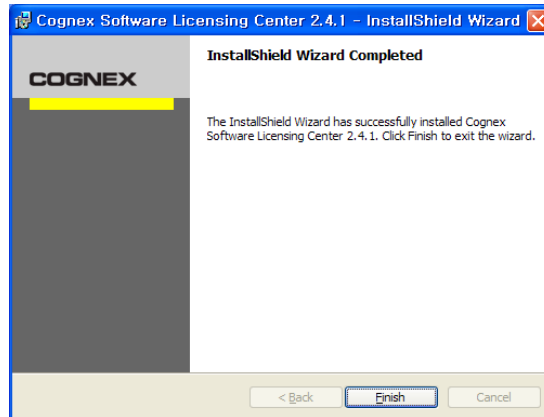 Cognex Software Licensing Center 2.4.1 - InstallShield Wizard
InstallShield Wizard Completed
COGNEX
The InstallShield Wizard has successfully installed Cognex
Software Licensing Center 2.4.1. Click Finish to exit the wizard.
< Back Finish Cancel